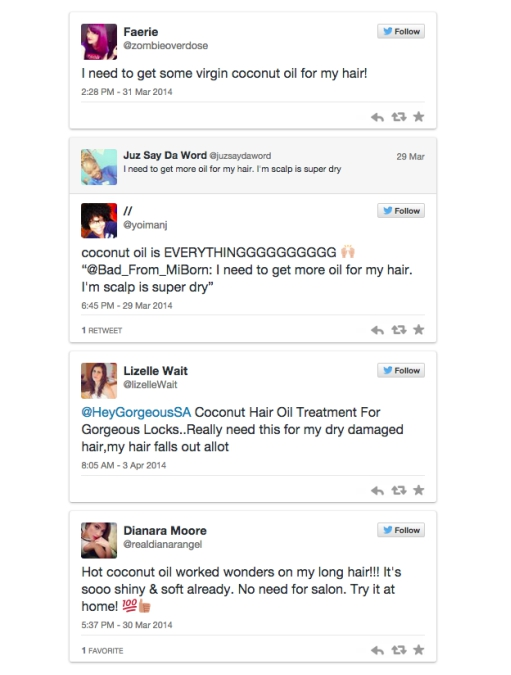 Faerie
Follow
@zombieoverdose
I need to get some virgin coconut oil for my hair!
2:28 PM - 31 Mar 2014
Juz Say Da Word @juzsaydaword
29 Mar
I need to get more oil for my hair. I'm scalp is super dry
//
Follow
@yoimanj
coconut oil is EVERYTHINGGGGGGGGGG 🙌🏼
“@Bad_From_MiBorn: I need to get more oil for my hair.
I'm scalp is super dry”
6:45 PM - 29 Mar 2014
1 RETWEET
Lizelle Wait
Follow
@lizelleWait
@HeyGorgeousSA Coconut Hair Oil Treatment For
Gorgeous Locks..Really need this for my dry damaged
hair,my hair falls out allot
8:05 AM - 3 Apr 2014
Dianara Moore
Follow
@realdianarangel
Hot coconut oil worked wonders on my long hair!!! It's
sooo shiny & soft already. No need for salon. Try it at
home! 💯👍🏽
5:37 PM - 30 Mar 2014
1 FAVORITE